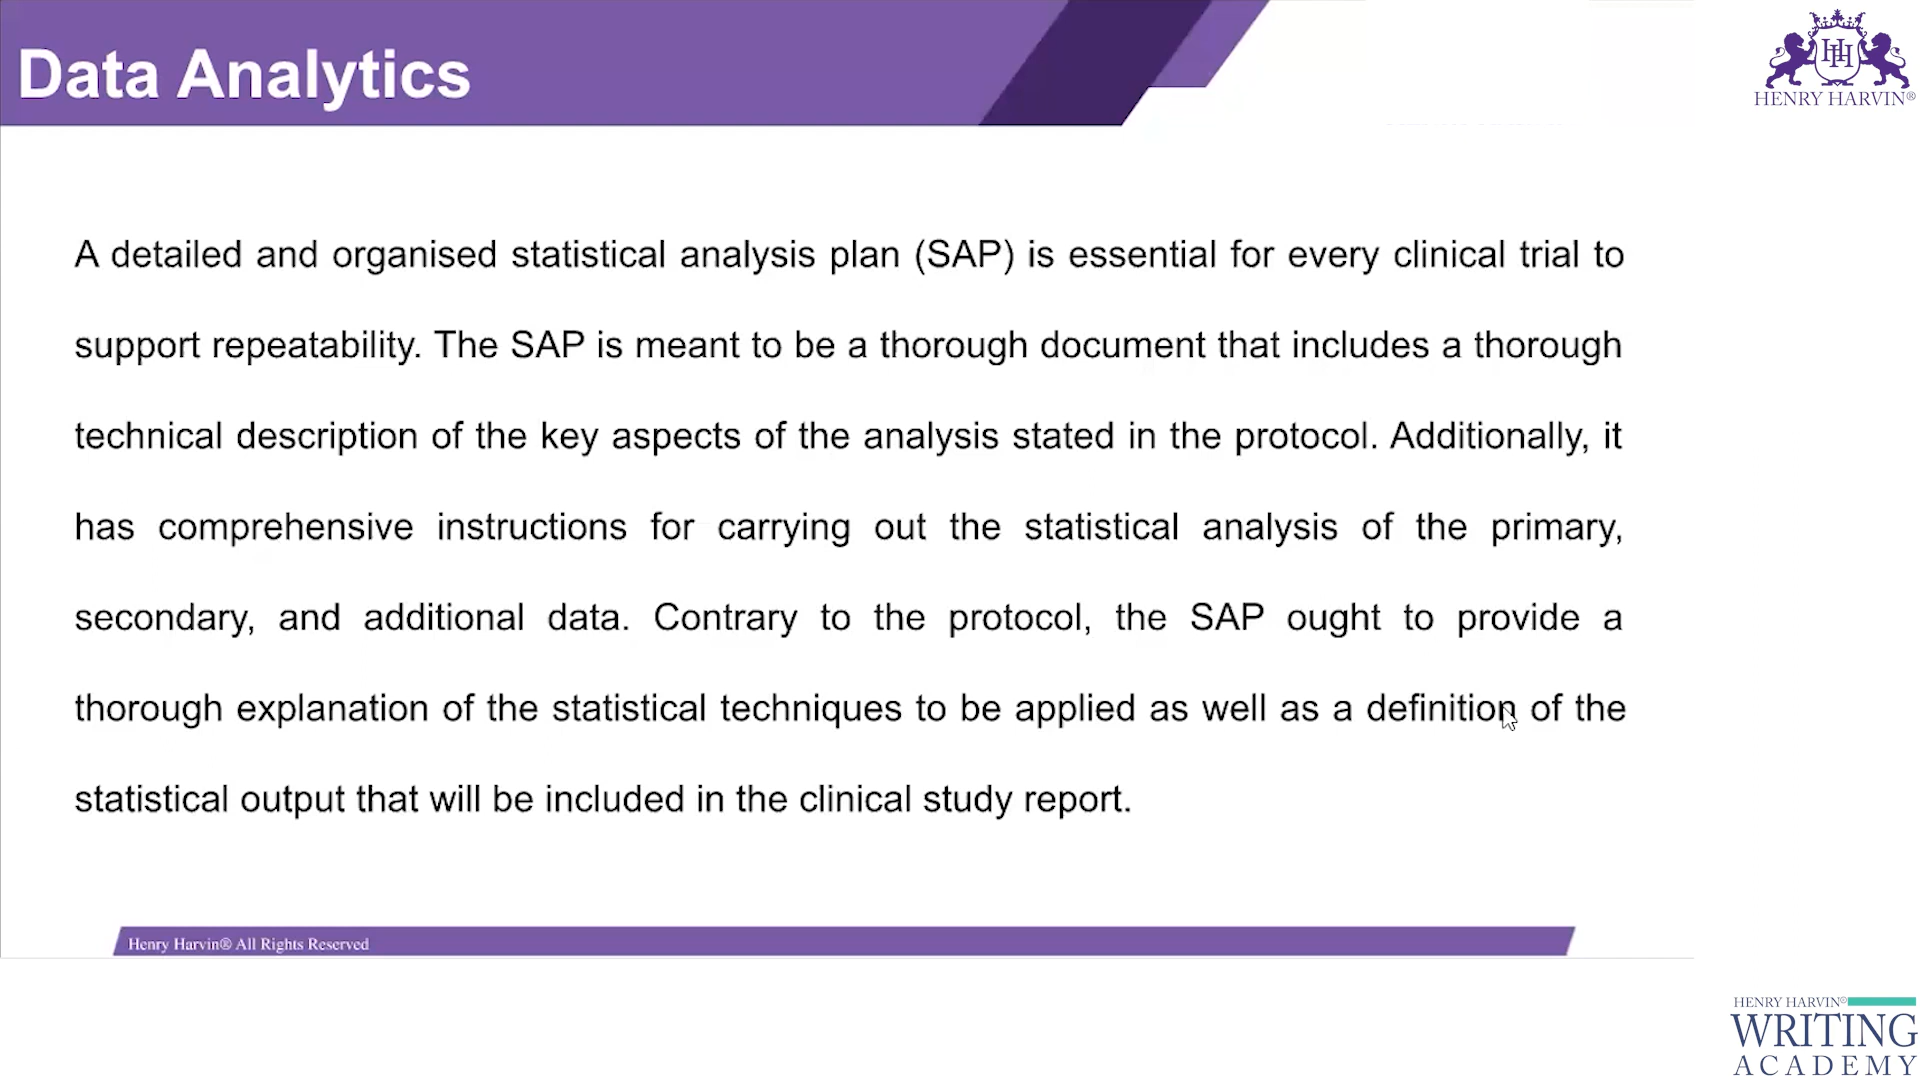 Data Analytics
HH
HENRY HARVIN®
A detailed and organised statistical analysis plan (SAP) is essential for every clinical trial to
support repeatability. The SAP is meant to be a thorough document that includes a thorough
technical description of the key aspects of the analysis stated in the protocol. Additionally, it
has comprehensive instructions for carrying out the statistical analysis of the primary,
secondary, and additional data. Contrary to the protocol, the SAP ought to provide a
thorough explanation of the statistical techniques to be applied as well as a definition of the
statistical output that will be included in the clinical study report.
Henry Harvin® All Rights Reserved
HENRY HARVIN®
WRITING
ACADEMY